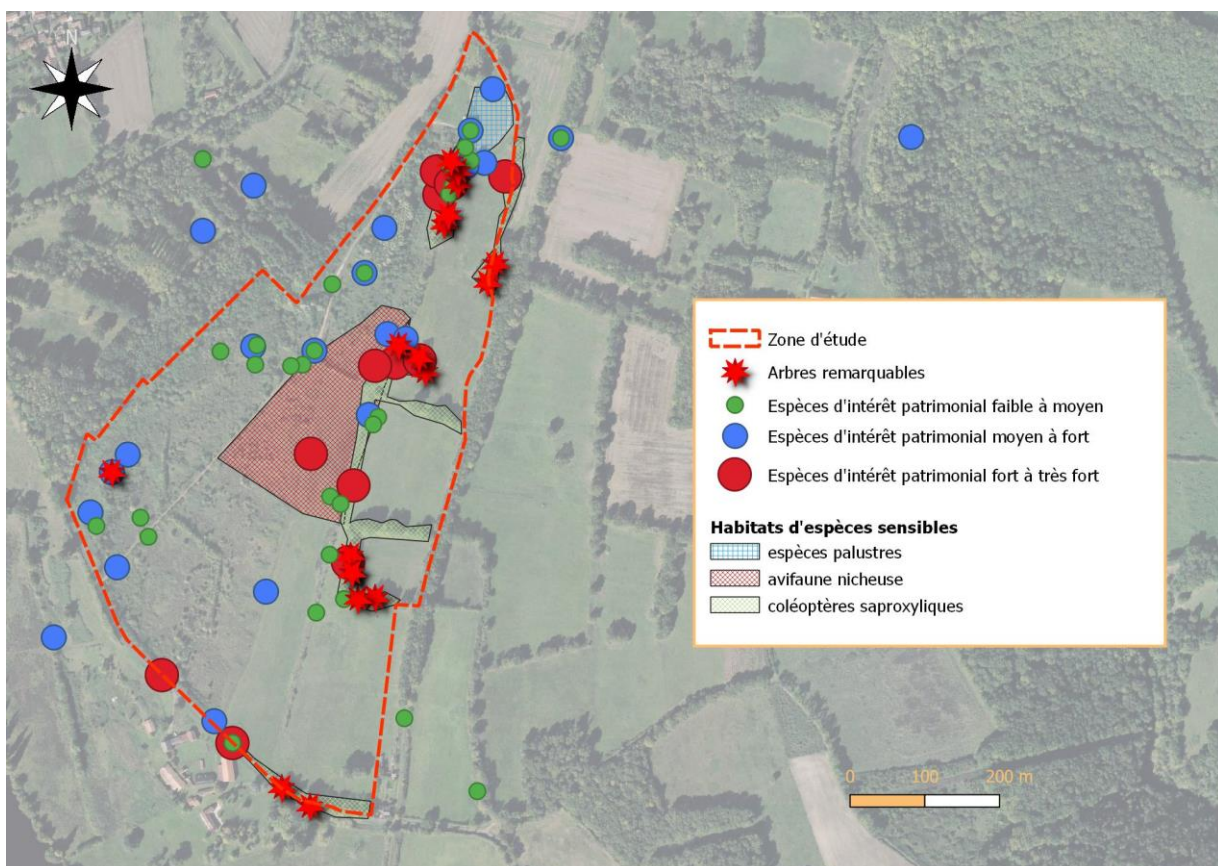 N
Zone d'étude
Arbres remarquables
Espèces d'intérêt patrimonial faible à moyen
Espèces d'intérêt patrimonial moyen à fort
Espèces d'intérêt patrimonial fort à très fort
Habitats d'espèces sensibles
espèces palustres
avifaune nicheuse
coléoptères saproxyliques
0 100 200 m